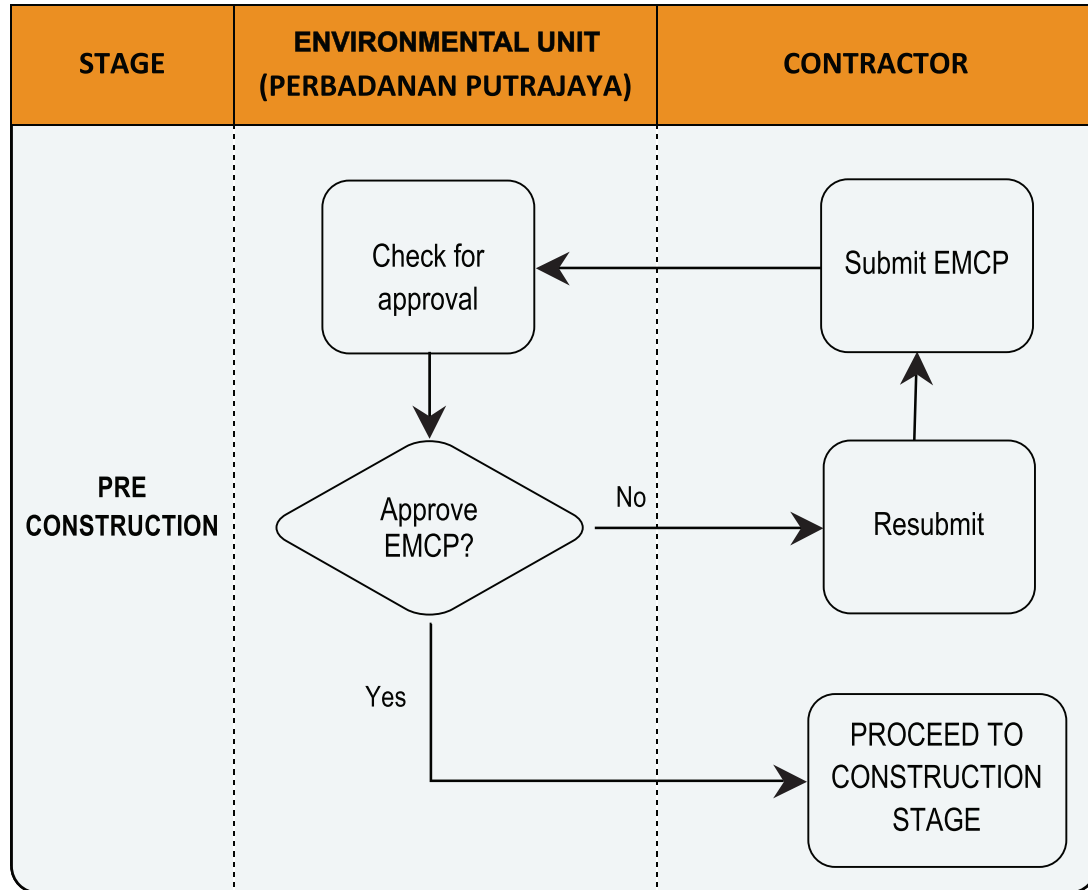 STAGE
ENVIRONMENTAL UNIT
(PERBADANAN PUTRAJAYA)
CONTRACTOR
Check for
approval
Submit EMCP
PRE
CONSTRUCTION
Approve
EMCP?
No
Resubmit
Yes
PROCEED TO
CONSTRUCTION
STAGE